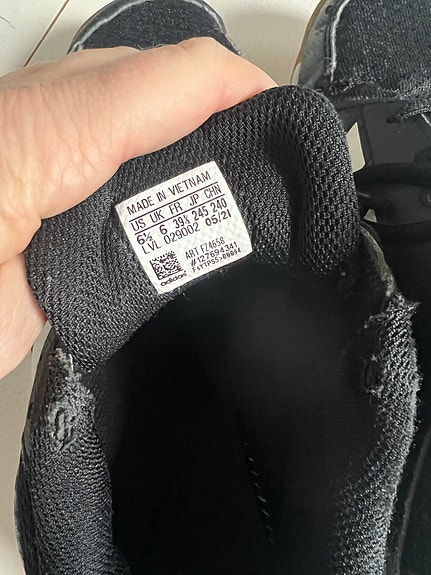 MADE IN VIETNAM
US UK FR JP CHN
6½ 6 39⅓ 245 240
LVL 029002 05/21
ART FZ4658
#127694341
adidas